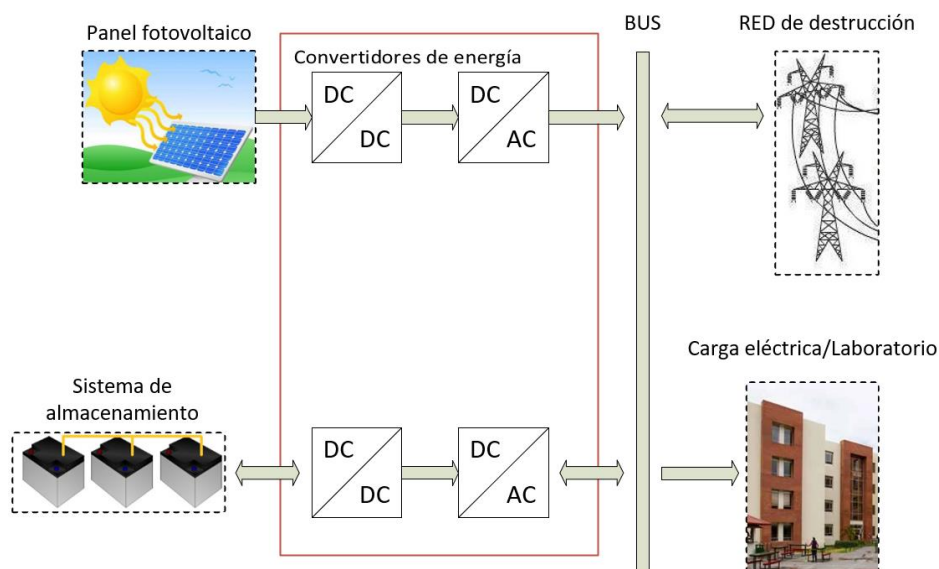 Panel fotovoltaico
BUS
RED de destrucción
Convertidores de energía
DC
DC
DC
AC
Carga eléctrica/Laboratorio
Sistema de
almacenamiento
DC
DC
DC
AC